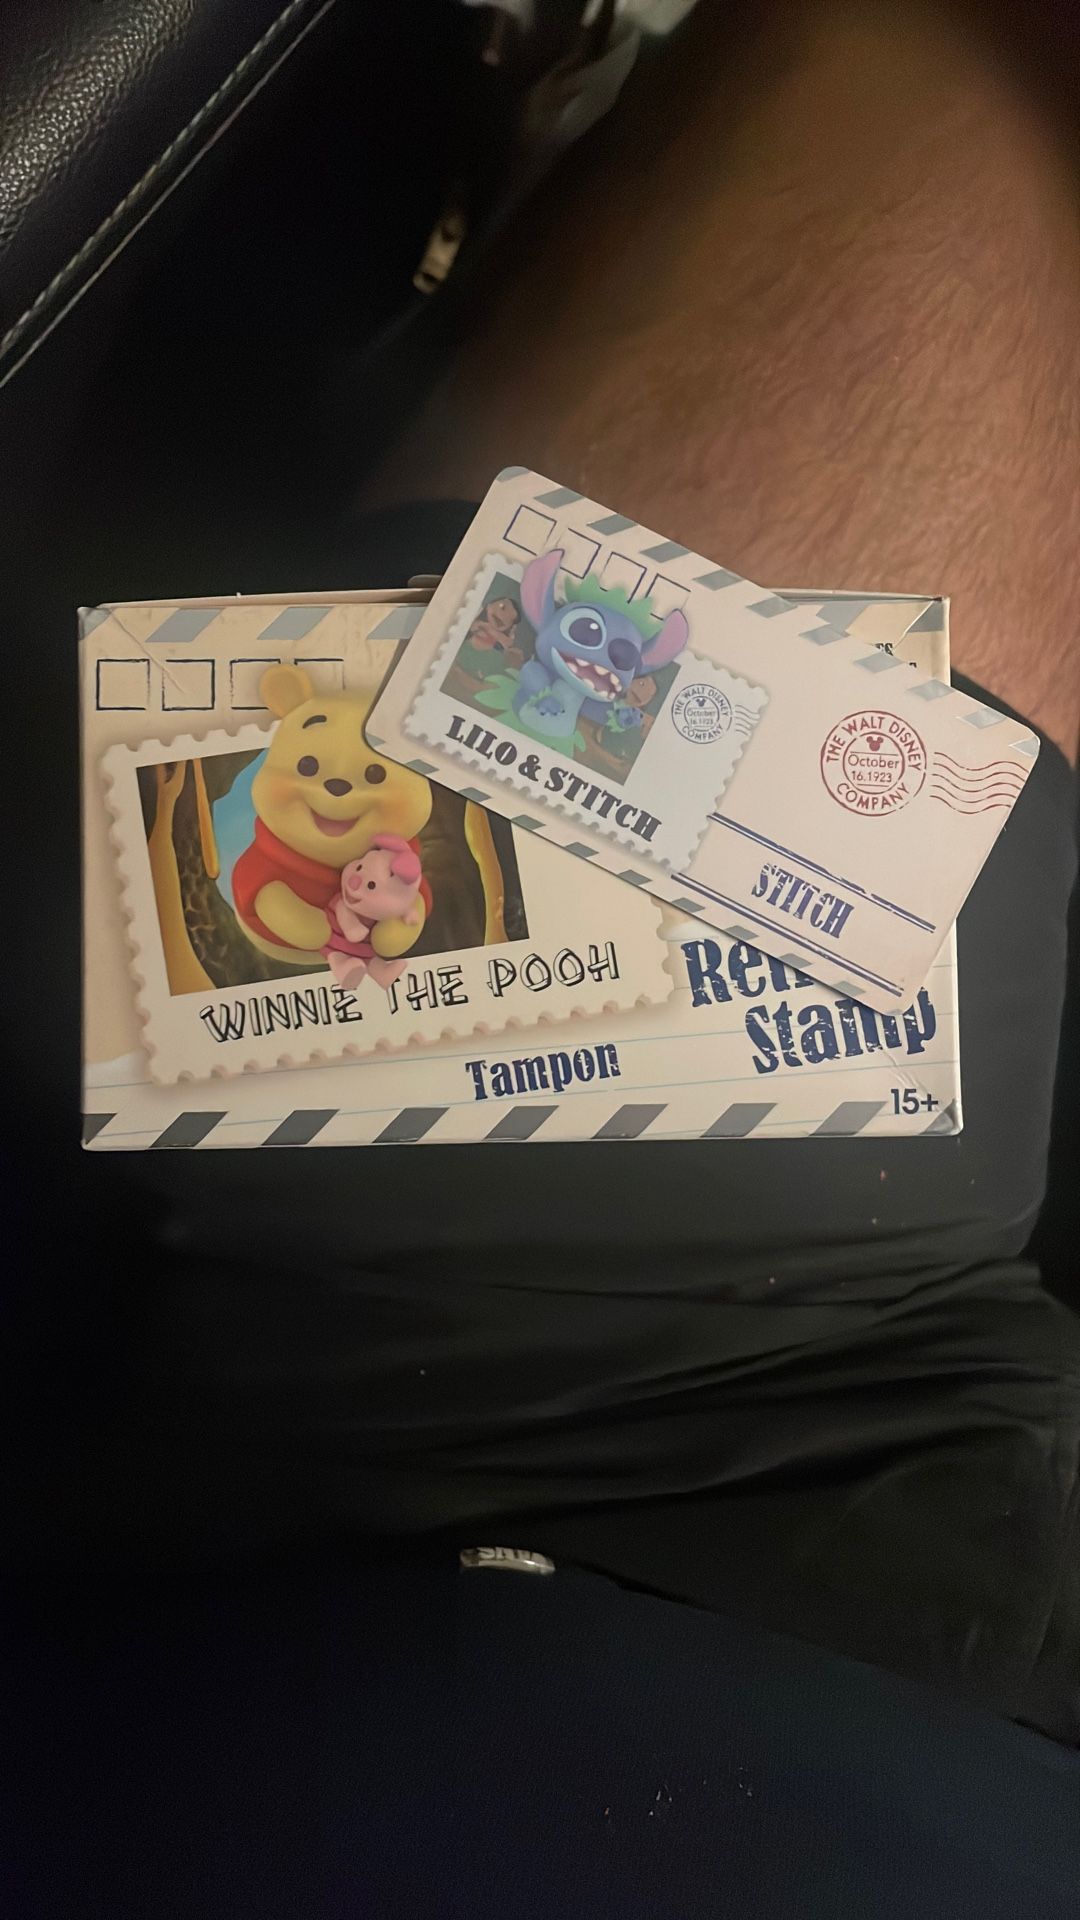 LILO & STITCH
THE WALT DISNEY
October
16.1923
COMPANY
THE WALT DISNEY
October
16.1923
COMPANY
STITCH
WINNIE THE POOH
Stamp
Tampon
15+